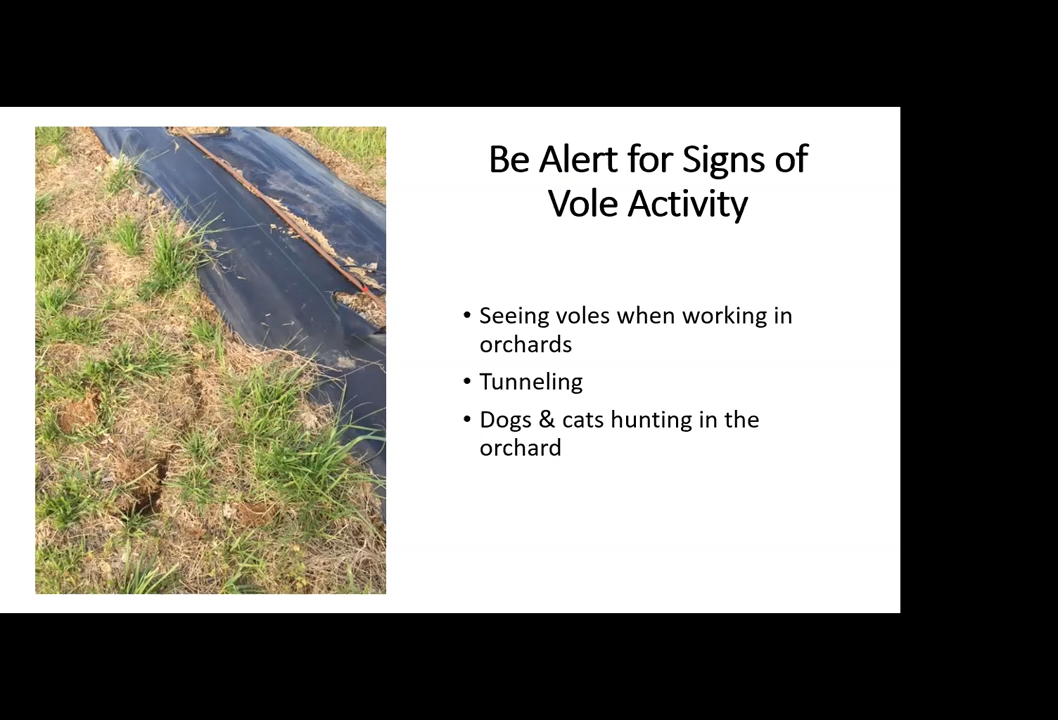 Be Alert for Signs of
Vole Activity
• Seeing voles when working in
orchards
• Tunneling
• Dogs & cats hunting in the
orchard